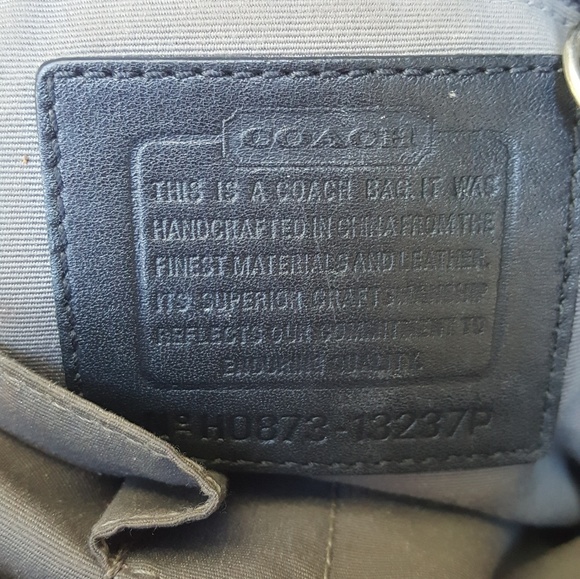 COACH
THIS IS A COACH BAG. IT WAS
HANDCRAFTED IN CHINA FROM THE
FINEST MATERIALS AND LEATHER.
ITS SUPERIOR CRAFTSMANSHIP
REFLECTS OUR COMMITMENT TO
ENDURING QUALITY.
Nº H0873-13237P